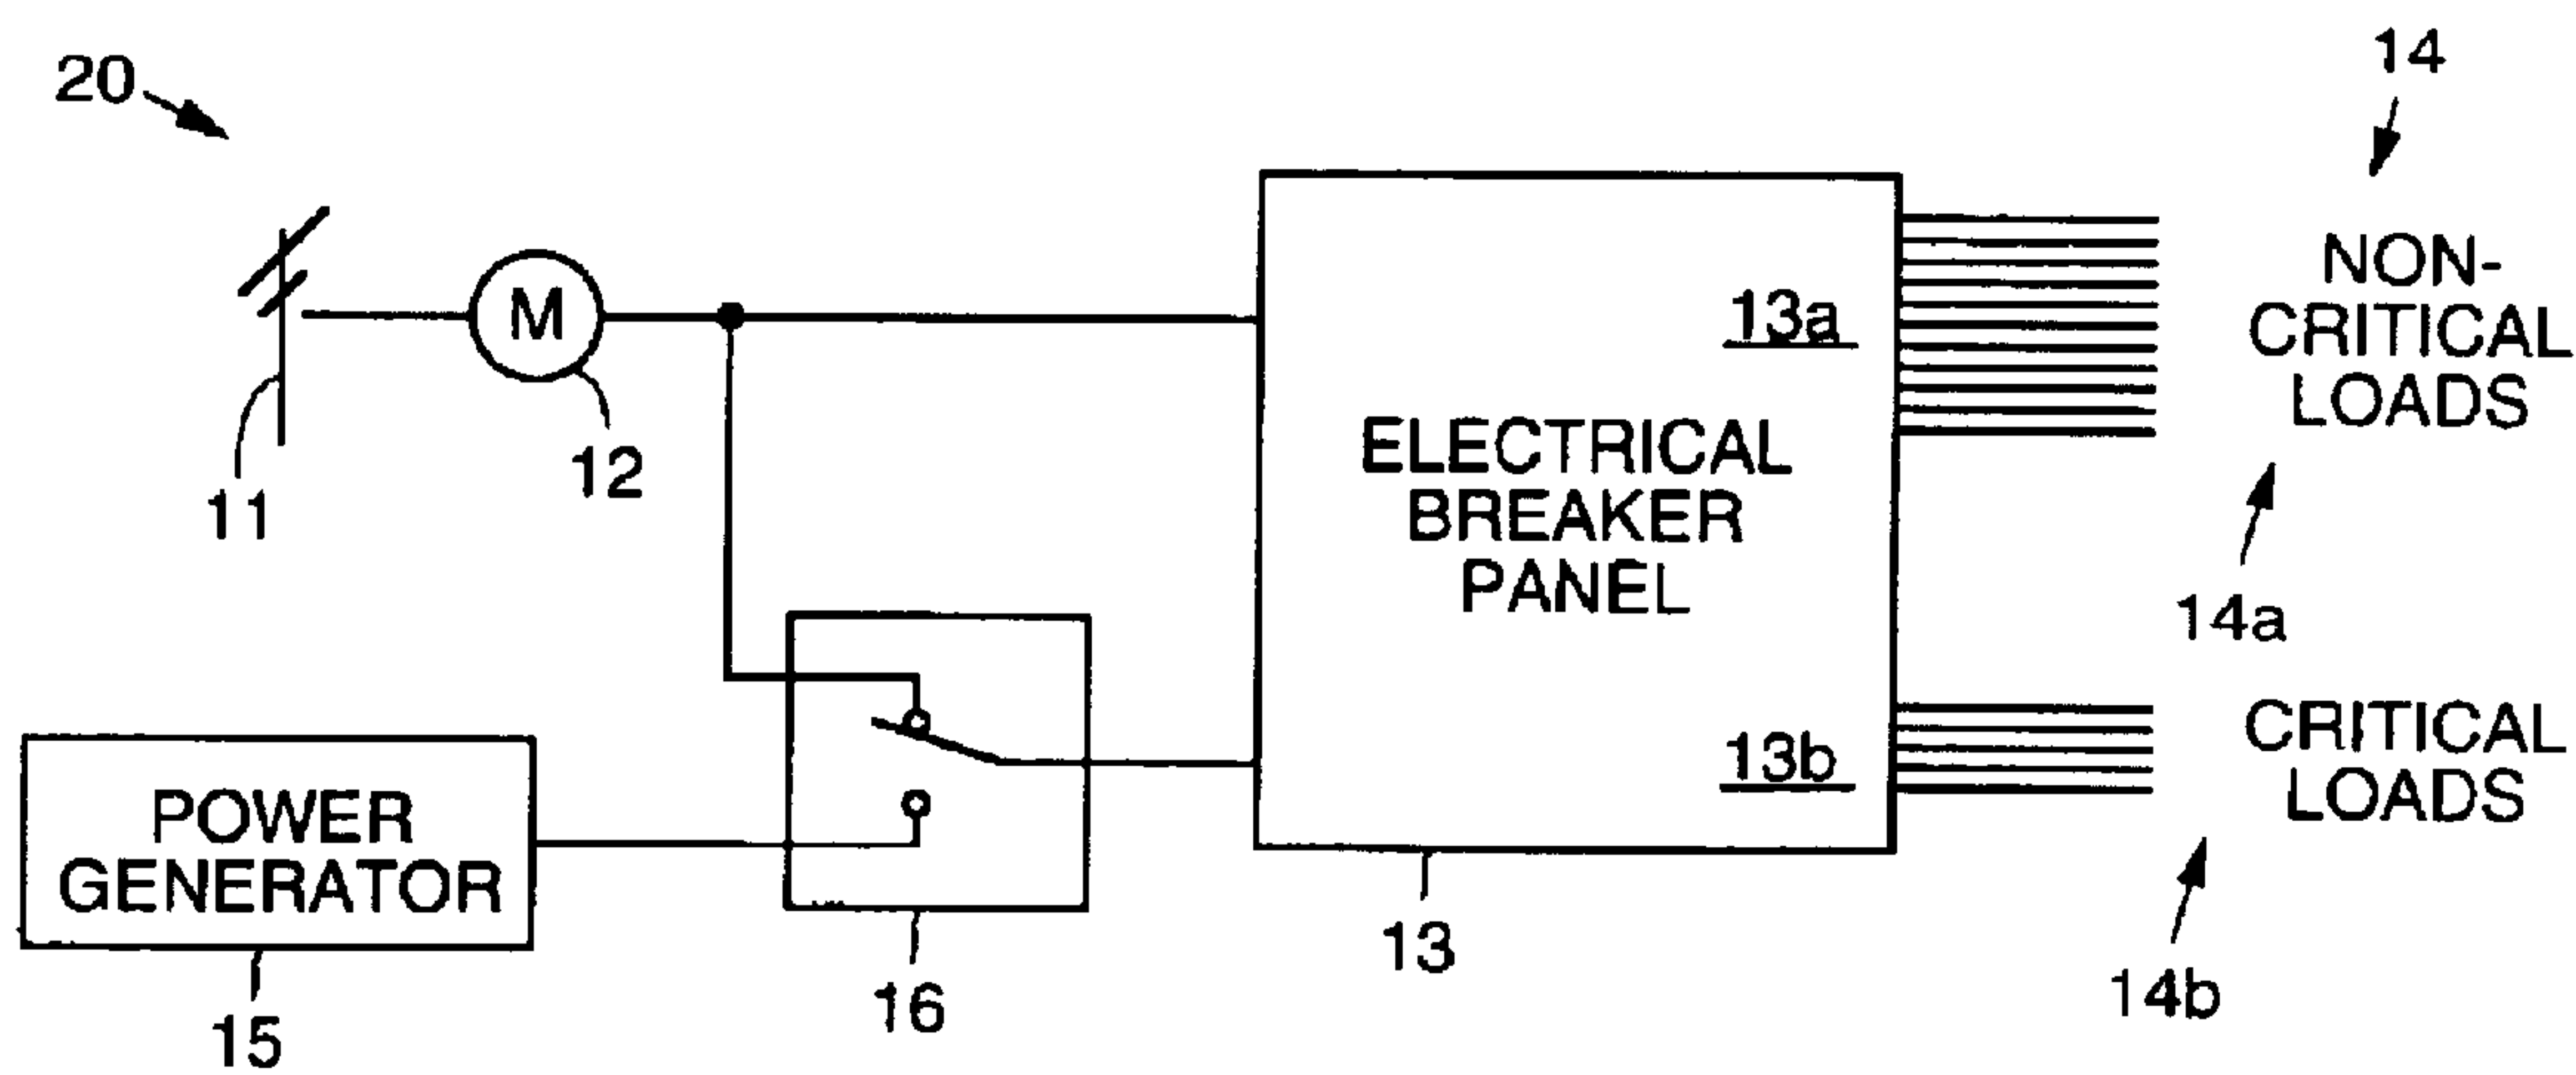 20
14
11
M
12
13a
ELECTRICAL
BREAKER
PANEL
13b
13
NON-
CRITICAL
LOADS
14a
CRITICAL
LOADS
14b
POWER
GENERATOR
15
16